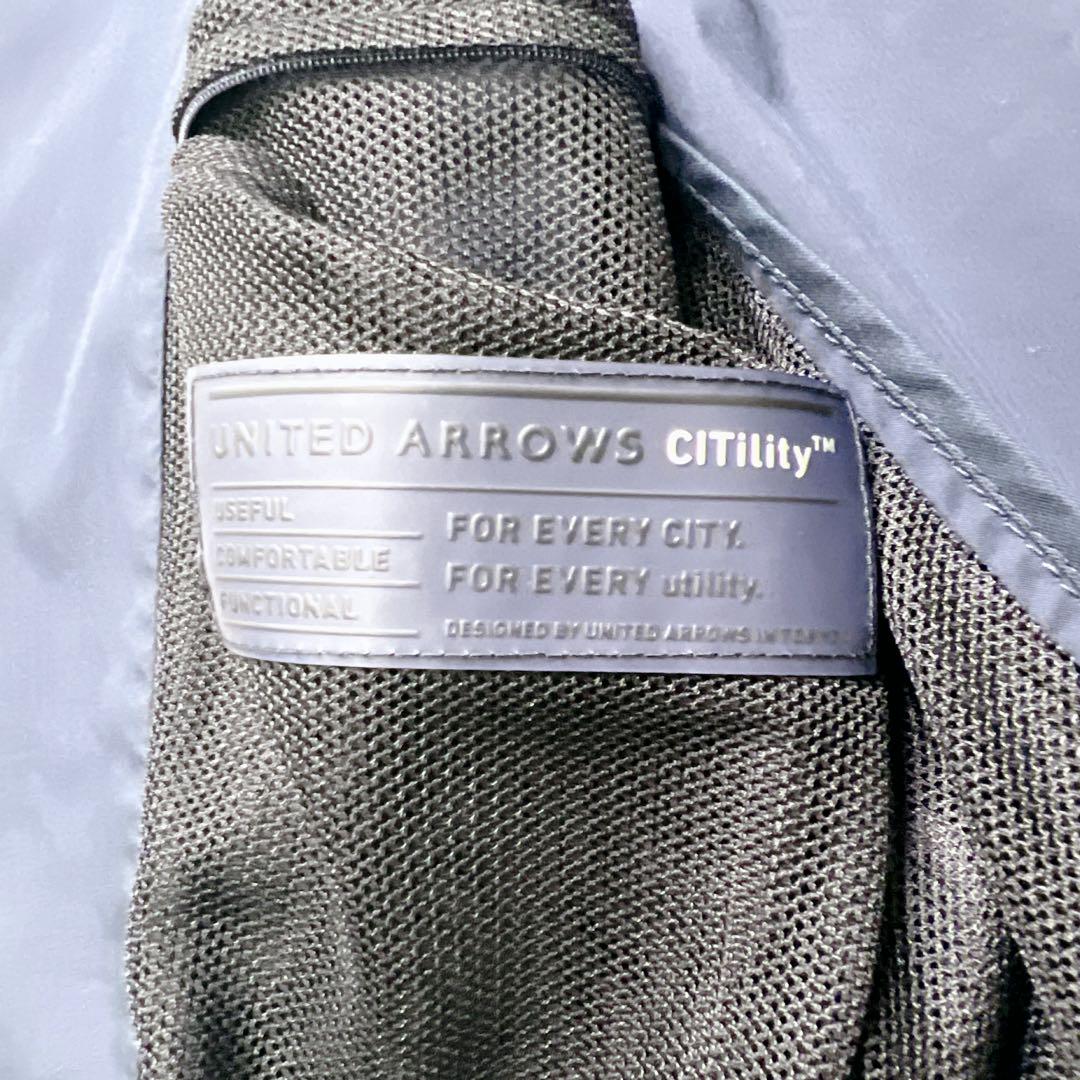 UNITED ARROWS CITility™
USEFUL
COMFORTABLE
FUNCTIONAL
FOR EVERY CITY.
FOR EVERY utility.
DESIGNED BY UNITED ARROWS IN TOKYO